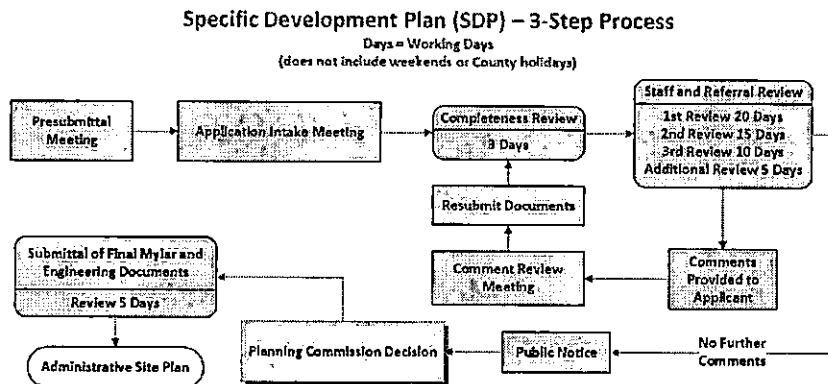 Specific Development Plan (SDP) – 3-Step Process
Days = Working Days
(does not include weekends or County holidays)
Presubmittal
Meeting
Application Intake Meeting
Completeness Review
3 Days
Staff and Referral Review
1st Review 20 Days
2nd Review 15 Days
3rd Review 10 Days
Additional Review 5 Days
Resubmit Documents
Comment Review
Meeting
Comments
Provided to
Applicant
Submittal of Final Mylar and
Engineering Documents
Review 5 Days
Administrative Site Plan
Planning Commission Decision
Public Notice
No Further
Comments